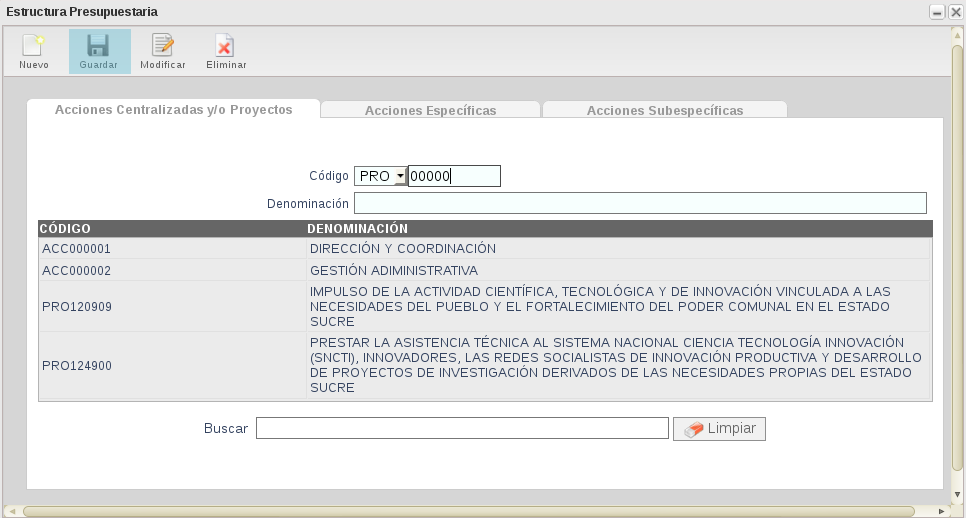 Estructura Presupuestaria
Nuevo Guardar Modificar Eliminar
Acciones Centralizadas y/o Proyectos Acciones Específicas Acciones Subespecíficas
Código PRO 00000
Denominación
CÓDIGO DENOMINACIÓN
ACC000001 DIRECCIÓN Y COORDINACIÓN
ACC000002 GESTIÓN ADIMINISTRATIVA
IMPULSO DE LA ACTIVIDAD CIENTÍFICA, TECNOLÓGICA Y DE INNOVACIÓN VINCULADA A LAS
PRO120909 NECESIDADES DEL PUEBLO Y EL FORTALECIMIENTO DEL PODER COMUNAL EN EL ESTADO
SUCRE
PRESTAR LA ASISTENCIA TÉCNICA AL SISTEMA NACIONAL CIENCIA TECNOLOGÍA INNOVACIÓN
(SNCTI), INNOVADORES, LAS REDES SOCIALISTAS DE INNOVACIÓN PRODUCTIVA Y DESARROLLO
PRO124900 DE PROYECTOS DE INVESTIGACIÓN DERIVADOS DE LAS NECESIDADES PROPIAS DEL ESTADO
SUCRE
Buscar Limpiar